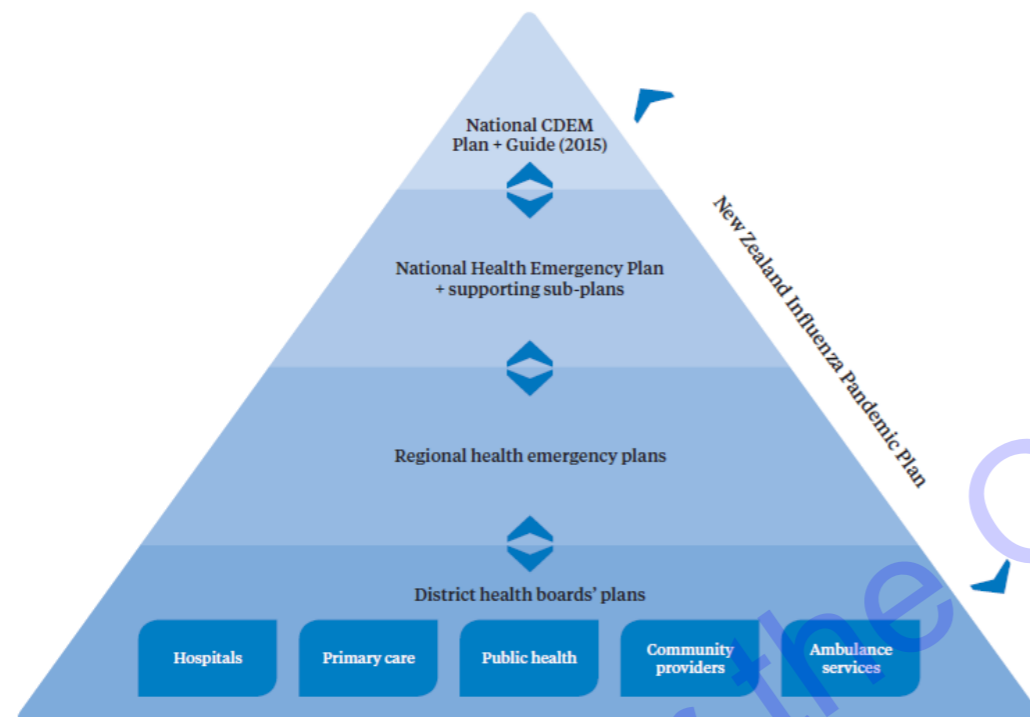 National CDEM
Plan + Guide (2015)
National Health Emergency Plan
+ supporting sub-plans
New Zealand Influenza Pandemic Plan
Regional health emergency plans
District health boards’ plans
Hospitals
Primary care
Public health
Community
providers
Ambulance
services
the